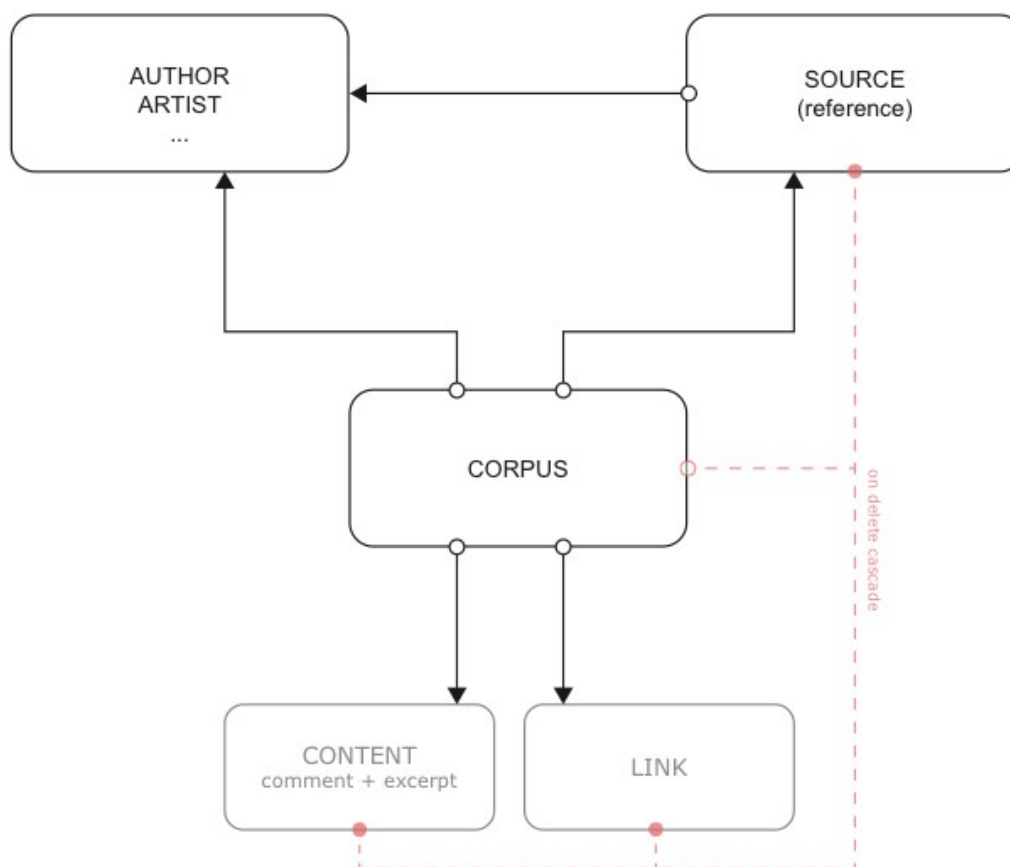 AUTHOR
ARTIST
...
SOURCE
(reference)
CORPUS
on delete cascade
CONTENT
comment + excerpt
LINK